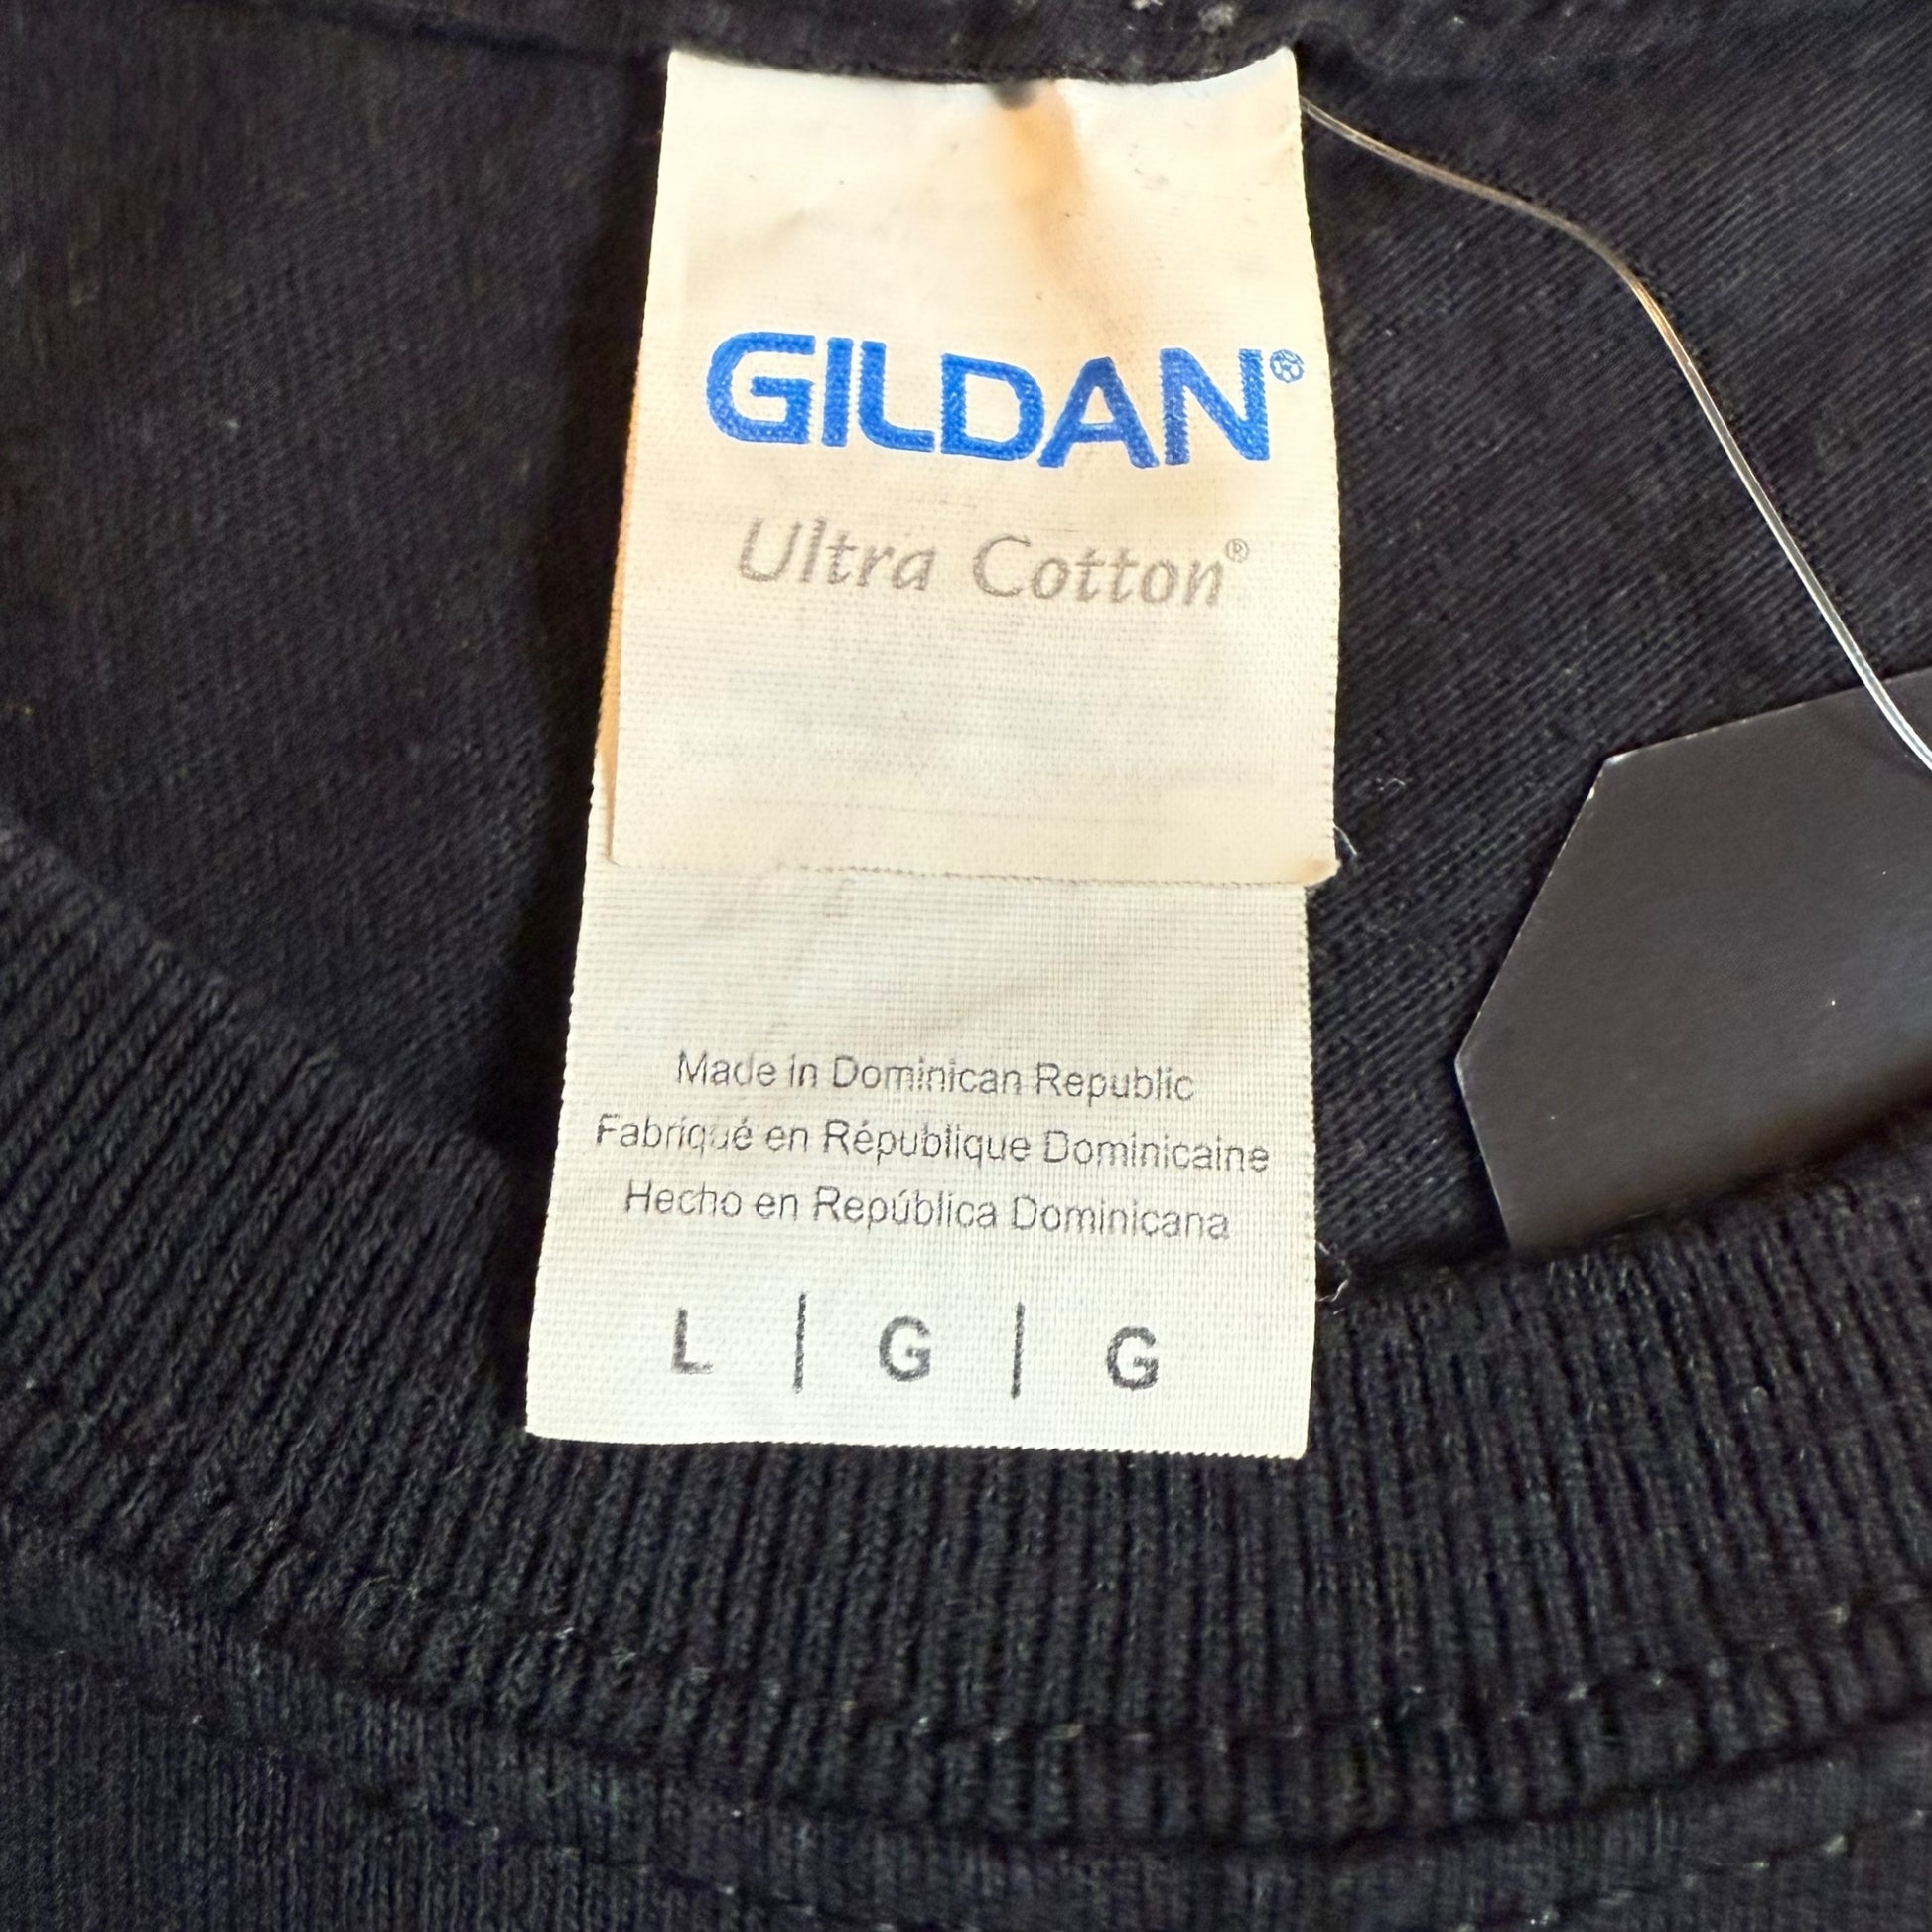 GILDAN®
Ultra Cotton®
Made in Dominican Republic
Fabriqué en République Dominicaine
Hecho en República Dominicana
L | G | G